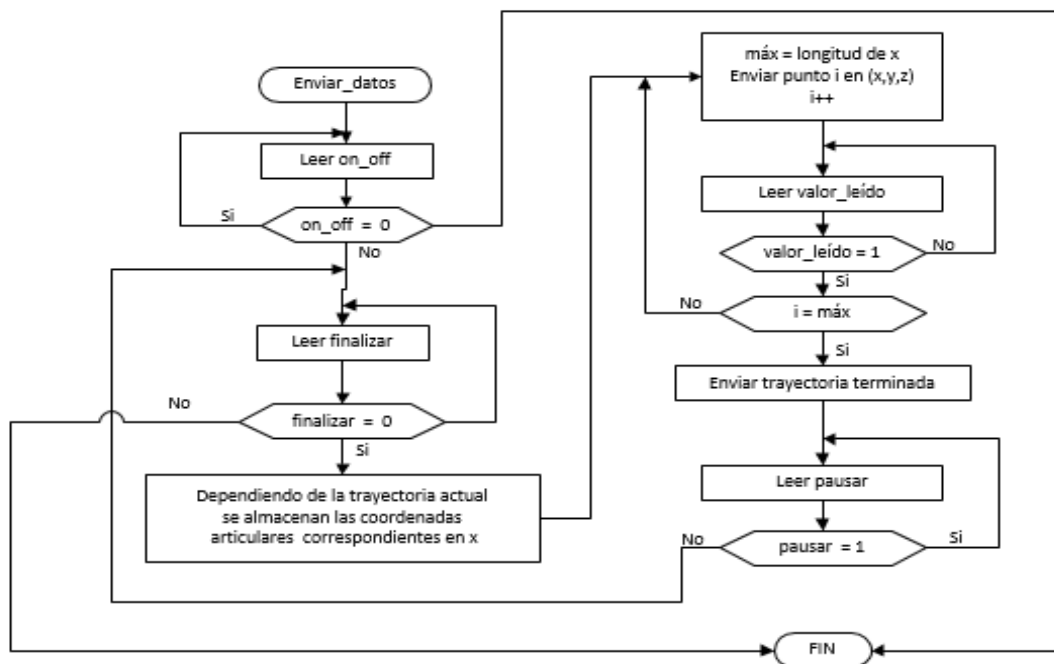 Enviar_datos
Leer on_off
Si
on_off = 0
No
Leer finalizar
No
finalizar = 0
Si
Dependiendo de la trayectoria actual
se almacenan las coordenadas
articulares correspondientes en x
máx = longitud de x
Enviar punto i en (x,y,z)
i++
Leer valor_leído
valor_leído = 1
No
Si
No
i = máx
Si
Enviar trayectoria terminada
Leer pausar
No
pausar = 1
Si
FIN